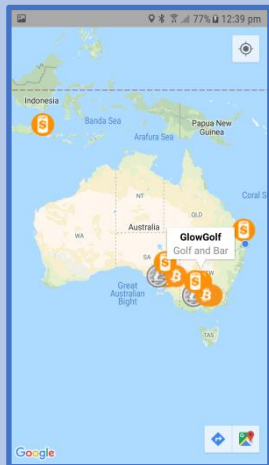 77% 12:39 pm
Indonesia
Papua New
Guinea
Banda Sea
Arafura Sea
Coral S
NT
QLD
Australia
WA
GlowGolf
Golf and Bar
SA
Great
Australian
Bight
TAS
Google